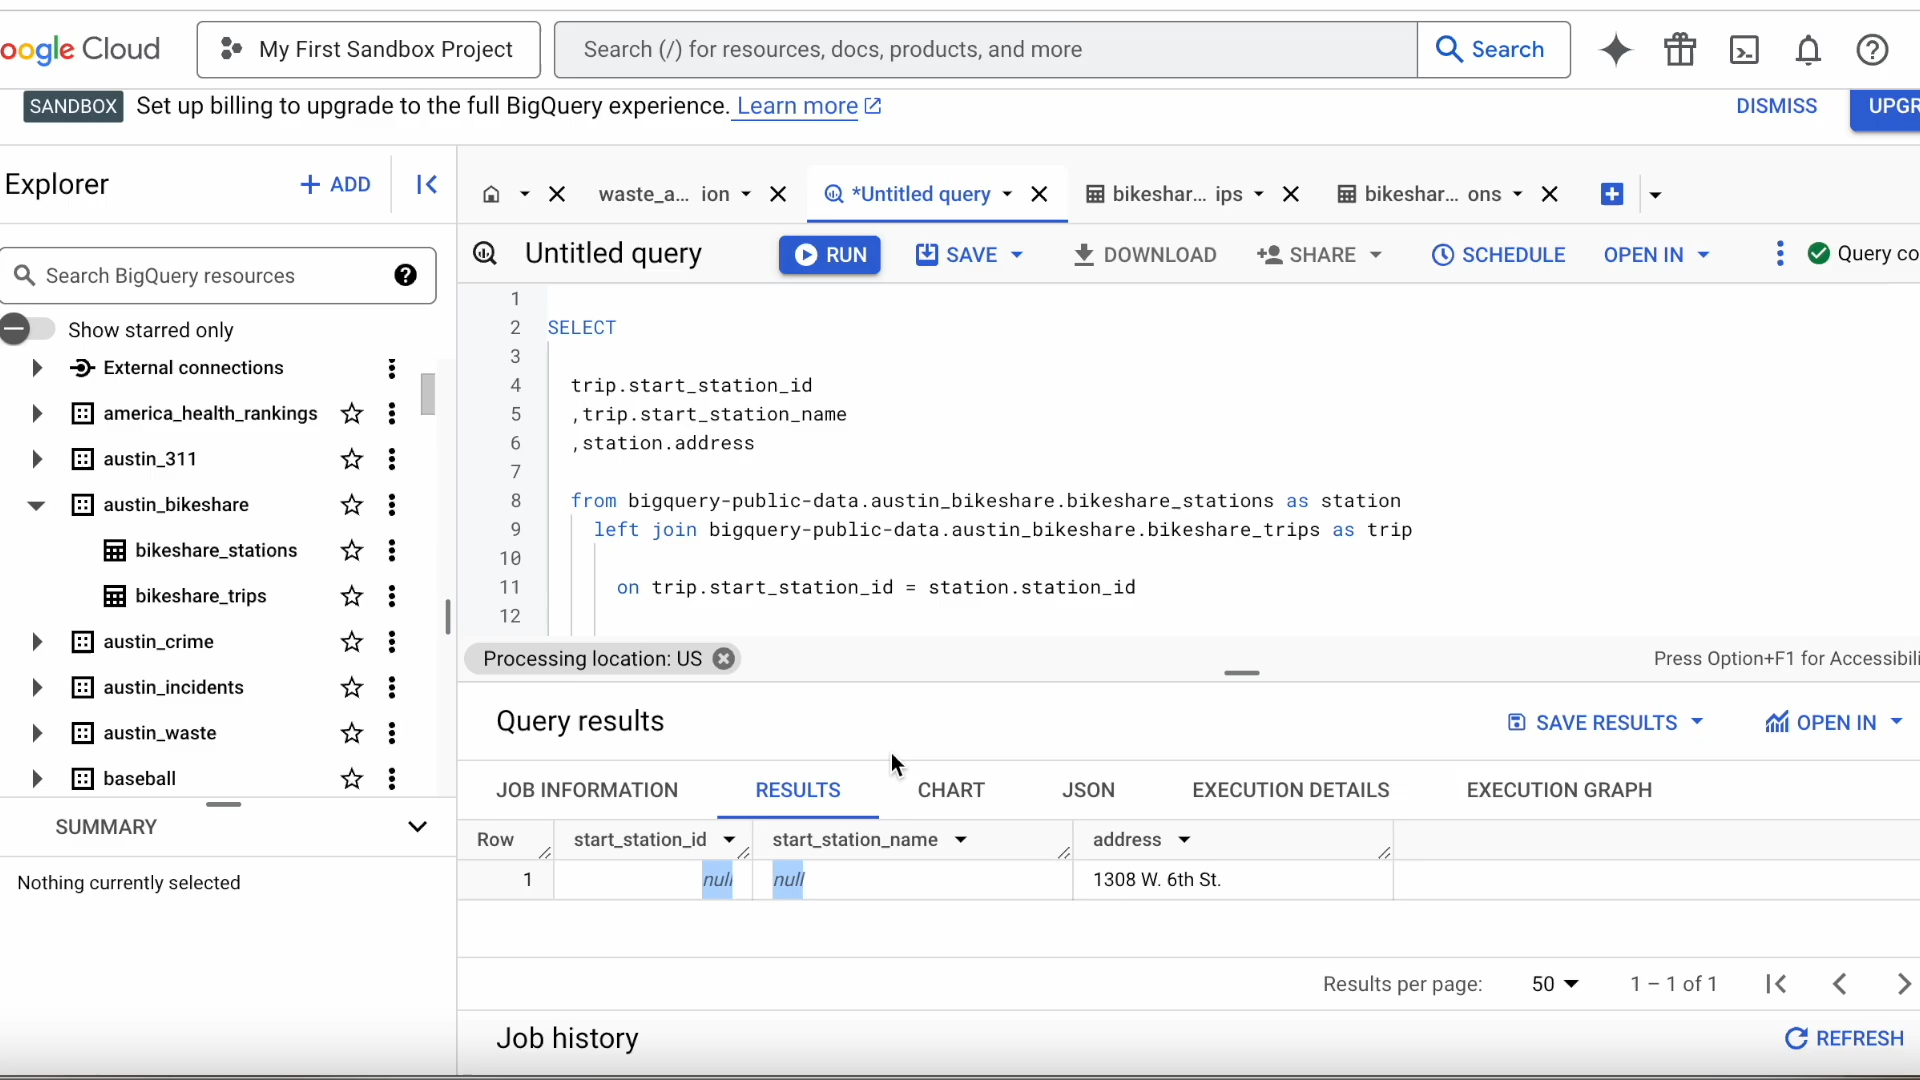 oogle Cloud
My First Sandbox Project
Search (/) for resources, docs, products, and more
Search
SANDBOX Set up billing to upgrade to the full BigQuery experience. Learn more
DISMISS
UPGR
Explorer
+ ADD
waste_a... ion
*Untitled query
bikeshar... ips
bikeshar... ons
Untitled query
RUN
SAVE
DOWNLOAD
SHARE
SCHEDULE
OPEN IN
Query co
Search BigQuery resources
Show starred only
External connections
america_health_rankings
austin_311
austin_bikeshare
bikeshare_stations
bikeshare_trips
austin_crime
austin_incidents
austin_waste
baseball
SUMMARY
Nothing currently selected
1
2 SELECT
3
4 trip.start_station_id
5 ,trip.start_station_name
6 ,station.address
7
8 from bigquery-public-data.austin_bikeshare.bikeshare_stations as station
9 left join bigquery-public-data.austin_bikeshare.bikeshare_trips as trip
10
11 on trip.start_station_id = station.station_id
12
Processing location: US
Press Option+F1 for Accessibili
Query results
SAVE RESULTS
OPEN IN
JOB INFORMATION
RESULTS
CHART
JSON
EXECUTION DETAILS
EXECUTION GRAPH
Row start_station_id start_station_name address
1 null null 1308 W. 6th St.
Results per page: 50 1 – 1 of 1
Job history
REFRESH